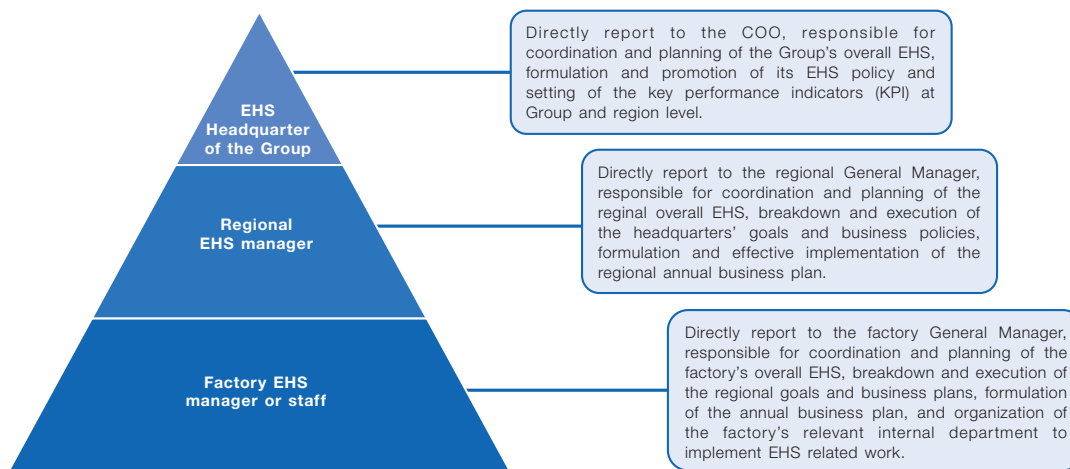 Directly report to the COO, responsible for
coordination and planning of the Group's overall EHS,
formulation and promotion of its EHS policy and
setting of the key performance indicators (KPI) at
Group and region level.
EHS
Headquarter
of the Group
Directly report to the regional General Manager,
responsible for coordination and planning of the
reginal overall EHS, breakdown and execution of
the headquarters' goals and business policies,
formulation and effective implementation of the
regional annual business plan.
Regional
EHS manager
Directly report to the factory General Manager,
responsible for coordination and planning of the
factory's overall EHS, breakdown and execution of
the regional goals and business plans, formulation
of the annual business plan, and organization of
the factory's relevant internal department to
implement EHS related work.
Factory EHS
manager or staff